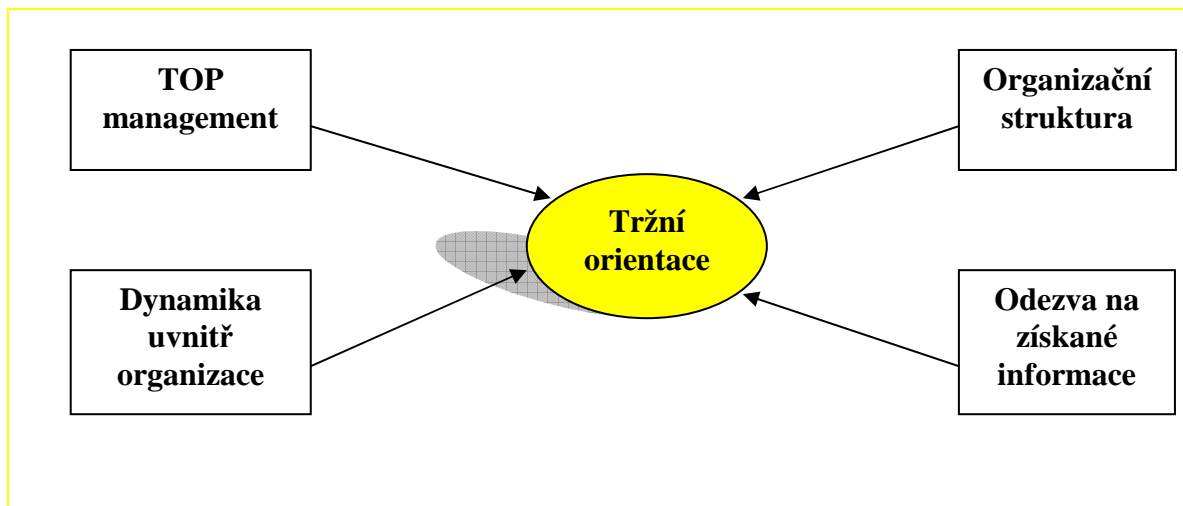 TOP
management
Organizační
struktura
Tržní
orientace
Dynamika
uvnitř
organizace
Odezva na
získané
informace